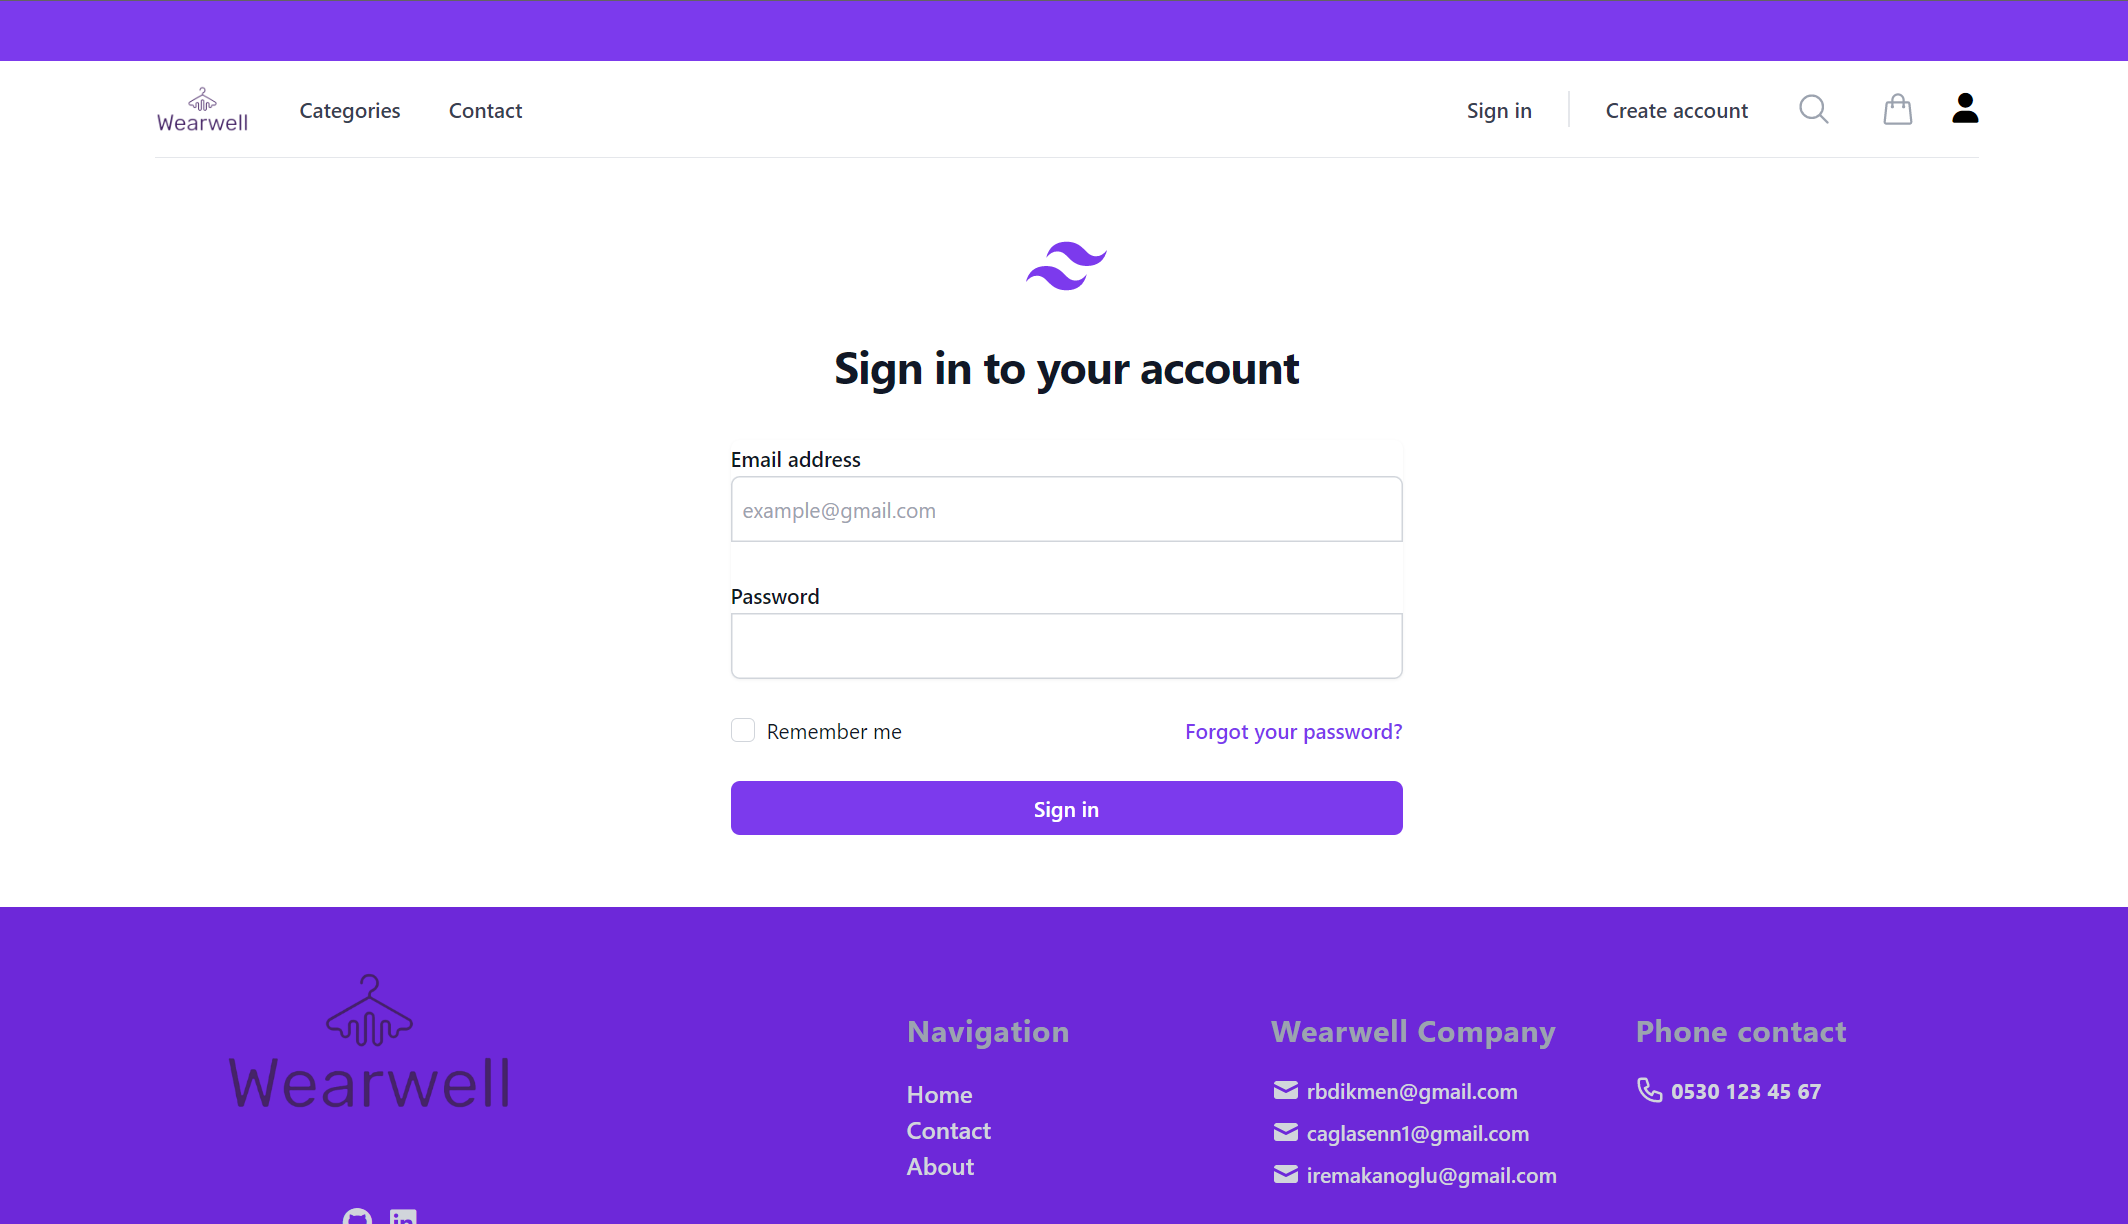 Wearwell
Categories
Contact
Sign in
Create account
Sign in to your account
Email address
example@gmail.com
Password
Remember me
Forgot your password?
Sign in
Wearwell
Navigation
Home
Contact
About
Wearwell Company
rbdikmen@gmail.com
caglasenn1@gmail.com
iremakanoglu@gmail.com
Phone contact
0530 123 45 67